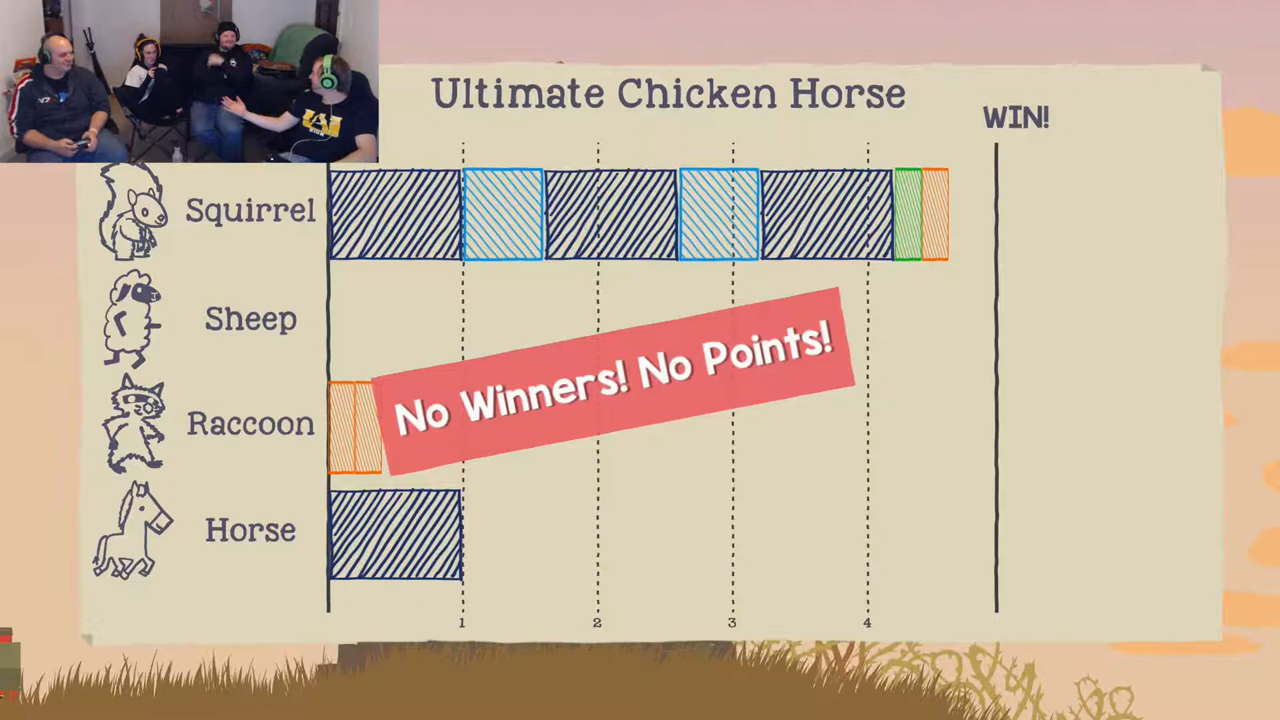 Ultimate Chicken Horse
WIN!
Squirrel
Sheep
No Winners! No Points!
Raccoon
Horse
1 2 3 4